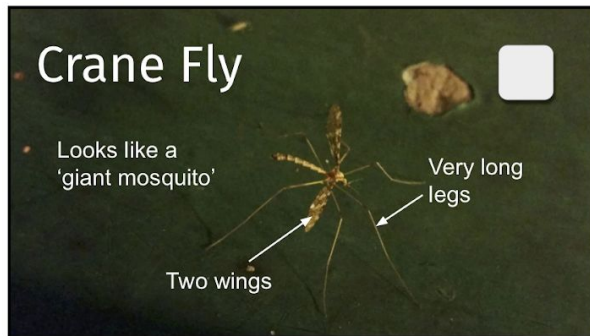 Crane Fly
Looks like a
‘giant mosquito’
Very long
legs
Two wings